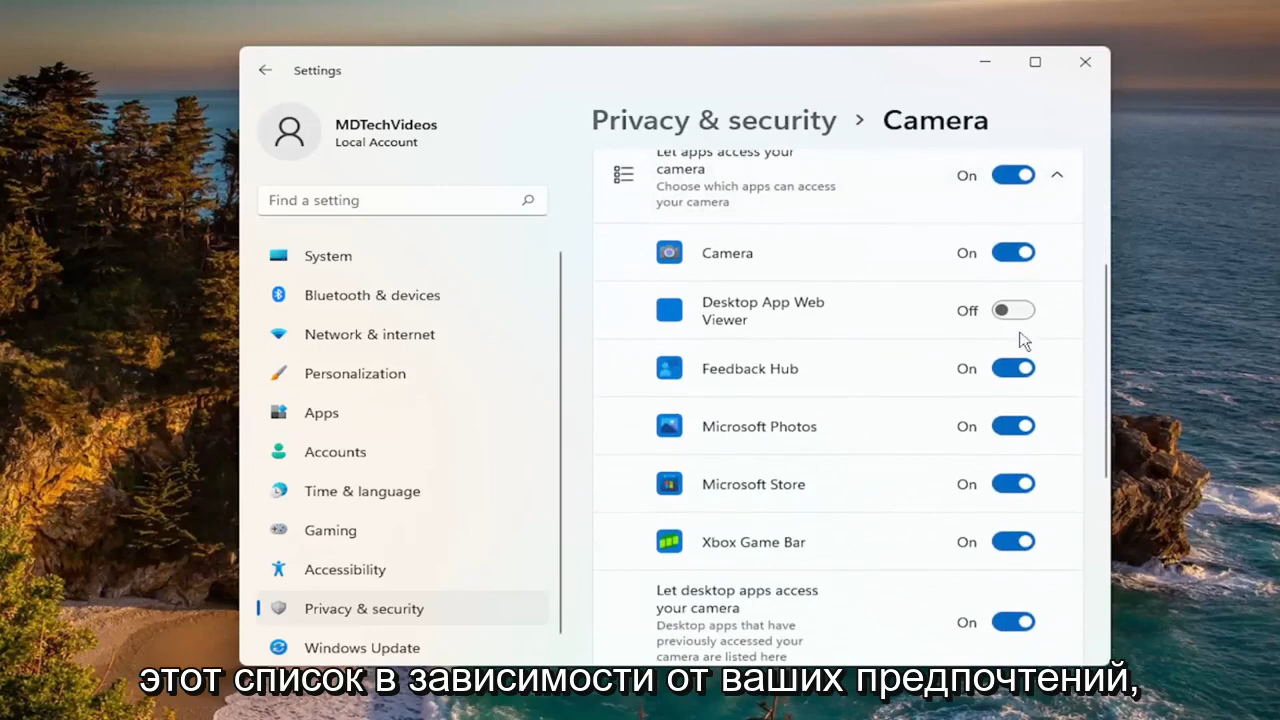 Settings
MDTechVideos
Local Account
Find a setting
System
Bluetooth & devices
Network & internet
Personalization
Apps
Accounts
Time & language
Gaming
Accessibility
Privacy & security
Windows Update
Privacy & security > Camera
Let apps access your
camera
Choose which apps can access
your camera
On
Camera
On
Desktop App Web
Viewer
Off
Feedback Hub
On
Microsoft Photos
On
Microsoft Store
On
Xbox Game Bar
On
Let desktop apps access
your camera
Desktop apps that have
previously accessed your
camera are listed here
On
этот список в зависимости от ваших предпочтений,